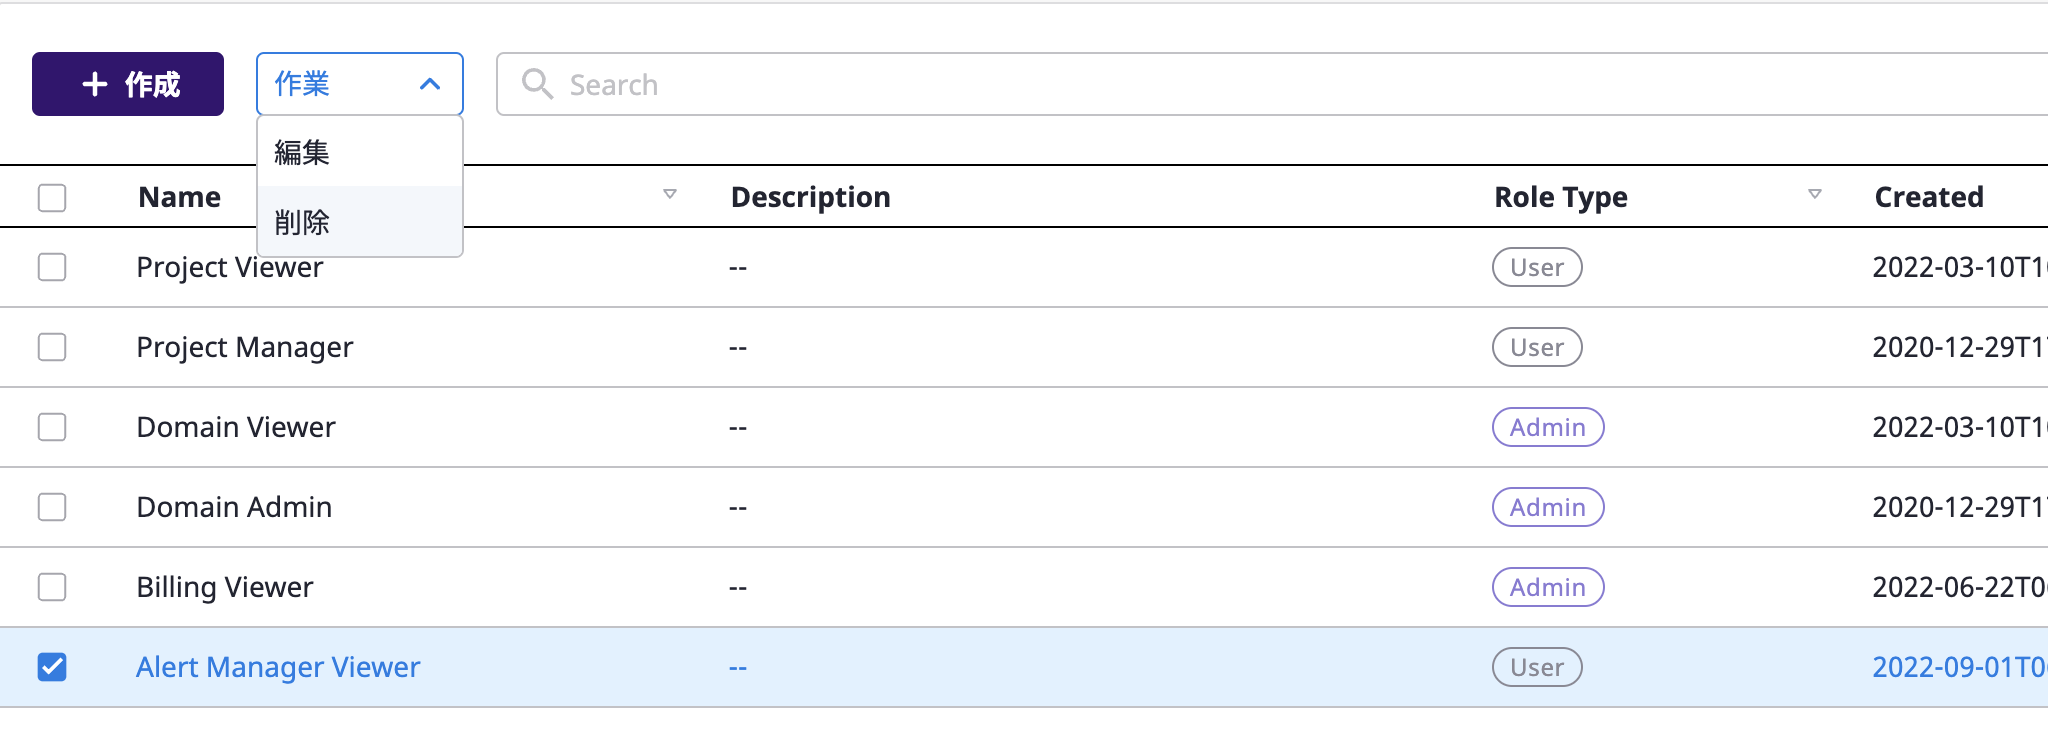 + 作成 作業 Search
編集
削除
Name Description Role Type Created
Project Viewer -- User 2022-03-10T1
Project Manager -- User 2020-12-29T1
Domain Viewer -- Admin 2022-03-10T1
Domain Admin -- Admin 2020-12-29T1
Billing Viewer -- Admin 2022-06-22T0
Alert Manager Viewer -- User 2022-09-01T0